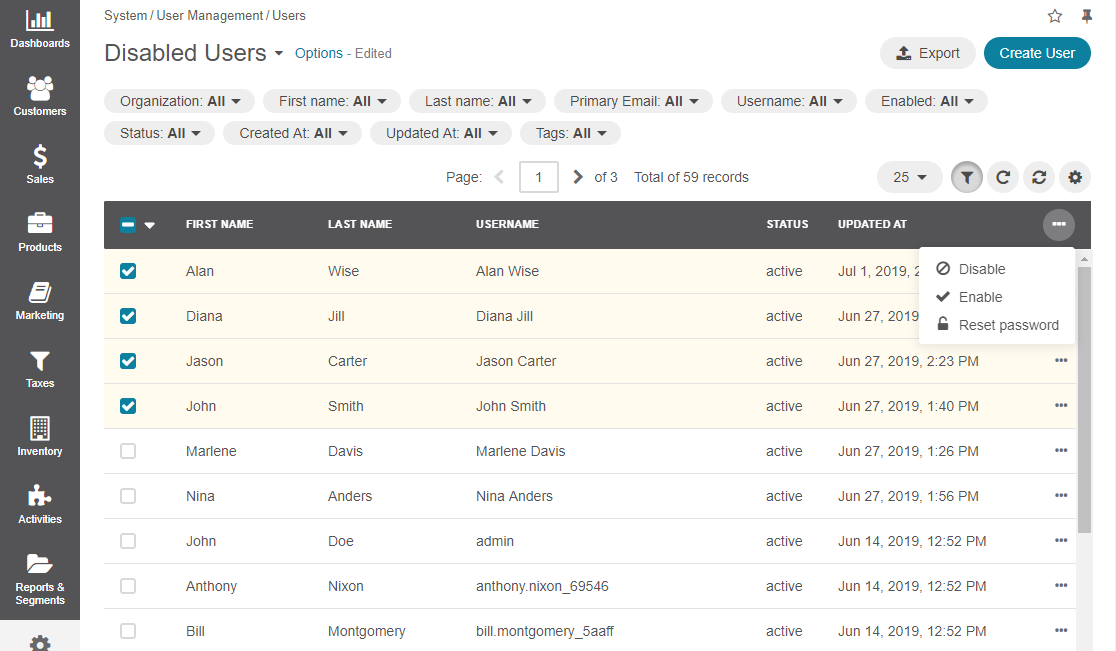 Dashboards
Customers
Sales
Products
Marketing
Taxes
Inventory
Activities
Reports &
Segments
System / User Management / Users
Disabled Users Options - Edited
Export
Create User
Organization: All First name: All Last name: All Primary Email: All Username: All Enabled: All
Status: All Created At: All Updated At: All Tags: All
Page: 1 of 3 Total of 59 records 25
FIRST NAME LAST NAME USERNAME STATUS UPDATED AT
Alan Wise Alan Wise active Jul 1, 2019, 2
Diana Jill Diana Jill active Jun 27, 2019
Disable
Enable
Reset password
Jason Carter Jason Carter active Jun 27, 2019, 2:23 PM
John Smith John Smith active Jun 27, 2019, 1:40 PM
Marlene Davis Marlene Davis active Jun 27, 2019, 1:26 PM
Nina Anders Nina Anders active Jun 27, 2019, 1:56 PM
John Doe admin active Jun 14, 2019, 12:52 PM
Anthony Nixon anthony.nixon_69546 active Jun 14, 2019, 12:52 PM
Bill Montgomery bill.montgomery_5aaff active Jun 14, 2019, 12:52 PM